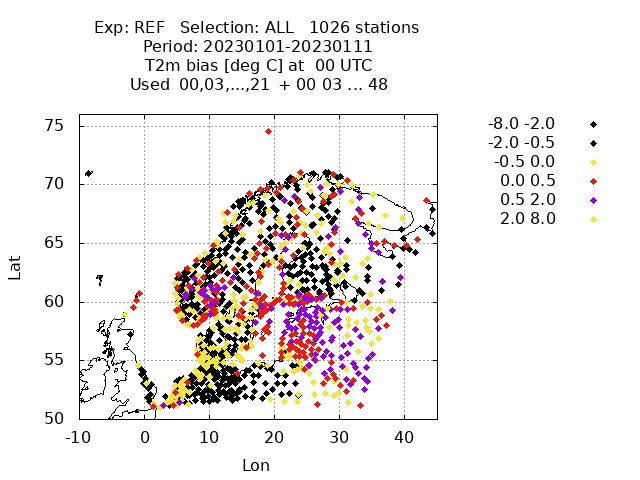 Exp: REF   Selection: ALL   1026 stations
Period: 20230101-20230111
T2m bias [deg C] at  00 UTC
Used  00,03,...,21  + 00 03 ... 48
75
70
65
60
55
50
-10 0 10 20 30 40
Lat
Lon
-8.0 -2.0
-2.0 -0.5
-0.5 0.0
0.0 0.5
0.5 2.0
2.0 8.0